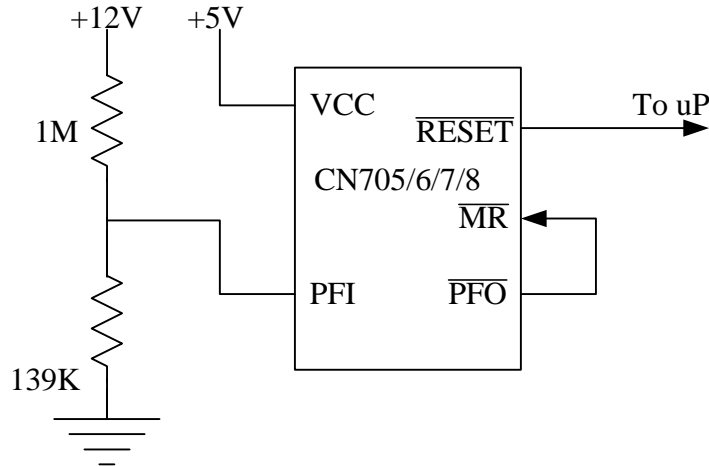 +12V
+5V
1M
139K
VCC
RESET
To uP
CN705/6/7/8
MR
PFI
PFO